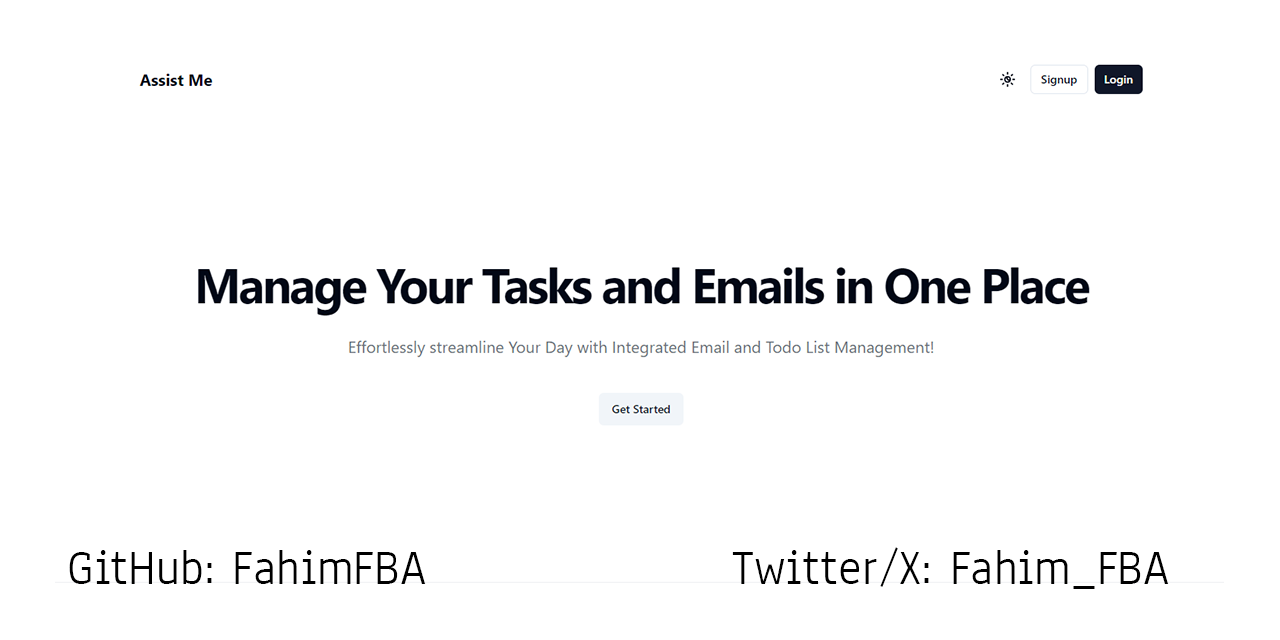 Assist Me
Signup
Login
Manage Your Tasks and Emails in One Place
Effortlessly streamline Your Day with Integrated Email and Todo List Management!
Get Started
GitHub: FahimFBA
Twitter/X: Fahim_FBA